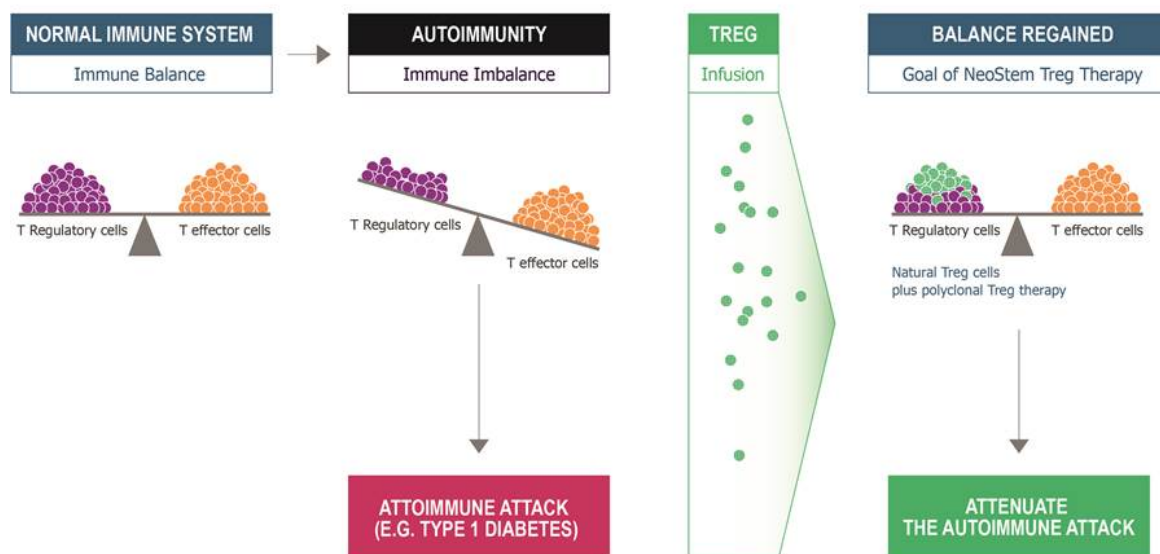 NORMAL IMMUNE SYSTEM
Immune Balance
T Regulatory cells
T effector cells
AUTOIMMUNITY
Immune Imbalance
T Regulatory cells
T effector cells
ATTOIMMUNE ATTACK
(E.G. TYPE 1 DIABETES)
TREG
Infusion
BALANCE REGAINED
Goal of NeoStem Treg Therapy
T Regulatory cells
T effector cells
Natural Treg cells
plus polyclonal Treg therapy
ATTENUATE
THE AUTOIMMUNE ATTACK